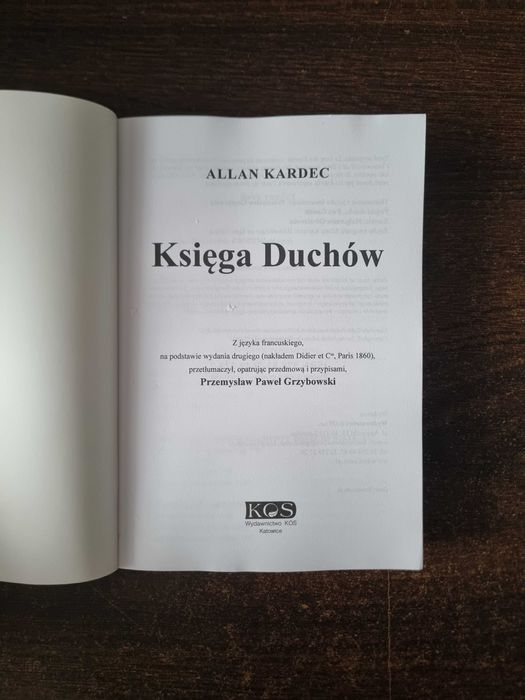 ALLAN KARDEC
Księga Duchów
Z języka francuskiego,
na podstawie wydania drugiego (nakładem Didier et Cie, Paris 1860),
przetłumaczył, opatrując przedmową i przypisami,
Przemysław Paweł Grzybowski
KOS
Wydawnictwo KOS
Katowice